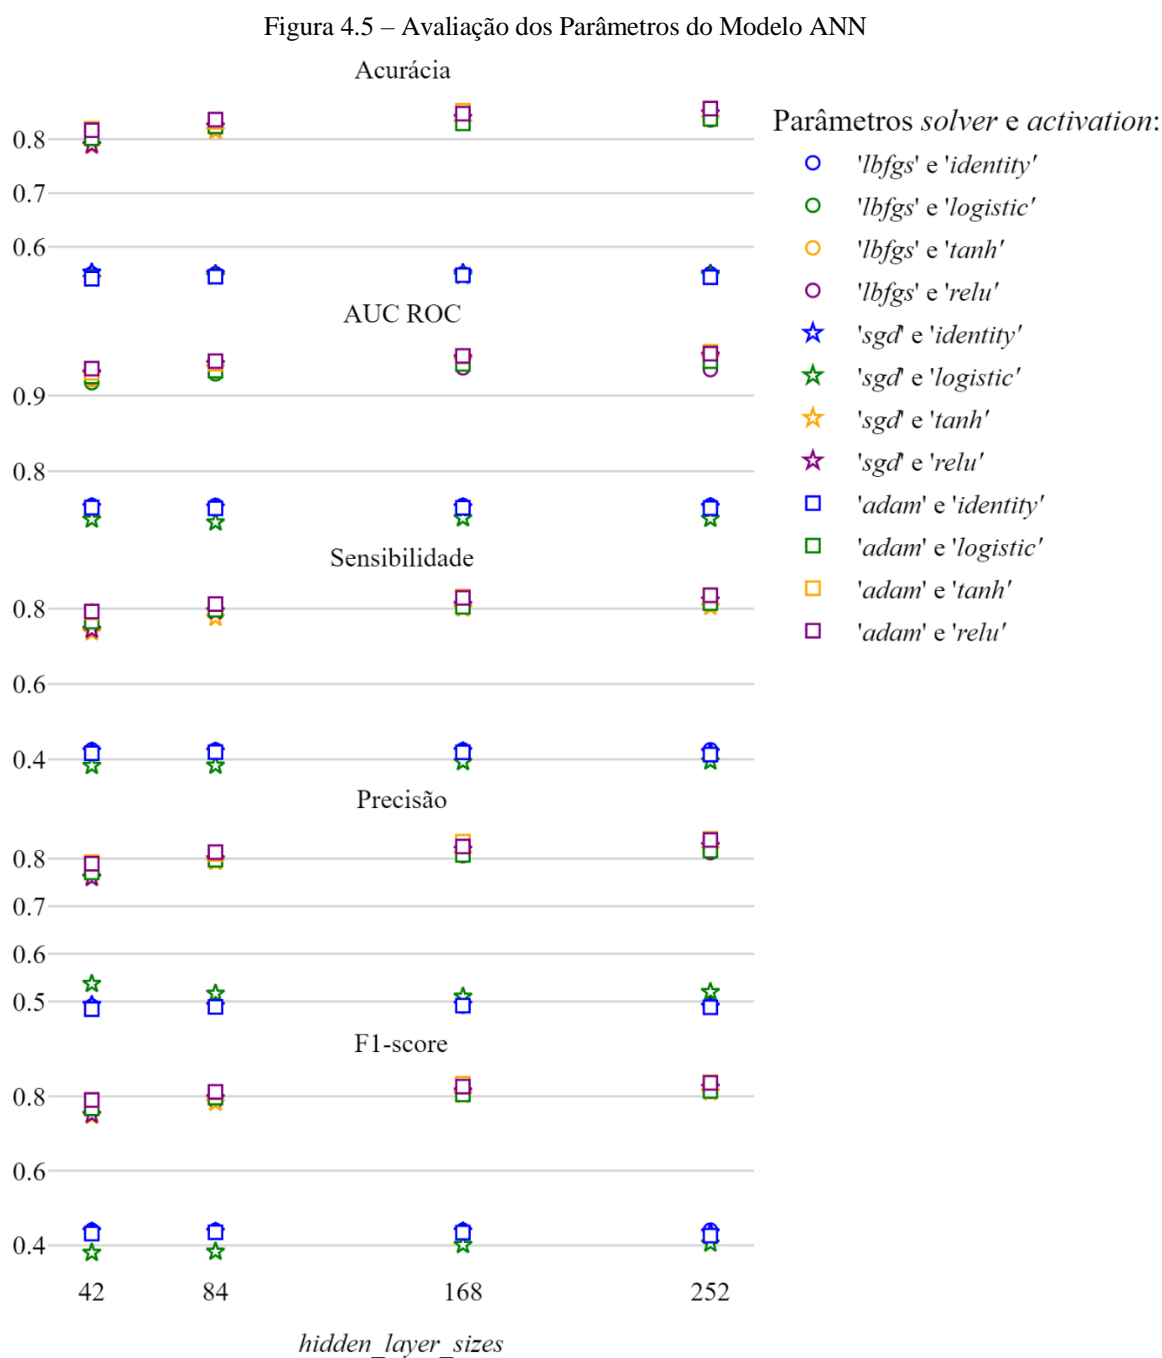 Figura 4.5 – Avaliação dos Parâmetros do Modelo ANN
Acurácia
0.8
0.7
0.6
AUC ROC
0.9
0.8
Sensibilidade
0.8
0.6
0.4
Precisão
0.8
0.7
0.6
0.5
F1-score
0.8
0.6
0.4
42 84 168 252
hidden_layer_sizes
Parâmetros solver e activation:
'lbfgs' e 'identity'
'lbfgs' e 'logistic'
'lbfgs' e 'tanh'
'lbfgs' e 'relu'
'sgd' e 'identity'
'sgd' e 'logistic'
'sgd' e 'tanh'
'sgd' e 'relu'
'adam' e 'identity'
'adam' e 'logistic'
'adam' e 'tanh'
'adam' e 'relu'